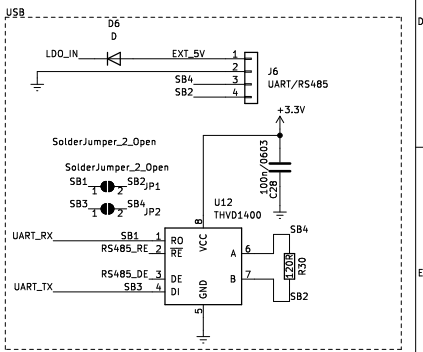 USB
D6
D
D
LDO_IN
EXT_5V
1
2
3
4
SB4
SB2
J6
UART/RS485
+3.3V
SolderJumper_2_Open
SolderJumper_2_Open
SB1
1
2
SB2
JP1
SB3
1
2
SB4
JP2
100n/0603
C28
U12
THVD1400
8
VCC
UART_RX
SB1
1
RO
RS485_RE
2
RE
RS485_DE
3
DE
UART_TX
SB3
4
DI
GND
5
A
6
B
7
SB4
120R
R30
SB2
E